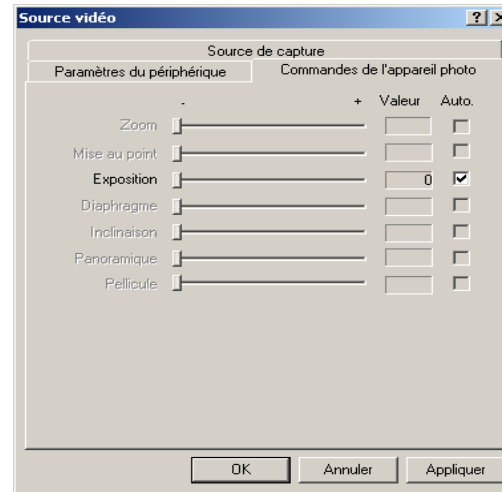 Source vidéo
Source de capture
Paramètres du périphérique Commandes de l'appareil photo
- + Valeur Auto.
Zoom
Mise au point
Exposition 0
Diaphragme
Inclinaison
Panoramique
Pellicule
OK Annuler Appliquer